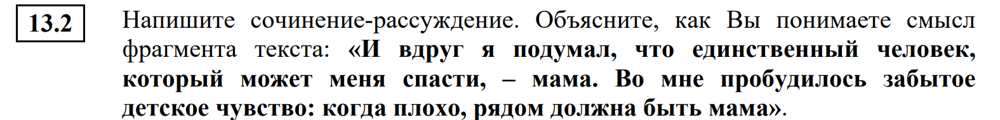 13.2 Напишите сочинение-рассуждение. Объясните, как Вы понимаете смысл
фрагмента текста: «И вдруг я подумал, что единственный человек,
который может меня спасти, – мама. Во мне пробудилось забытое
детское чувство: когда плохо, рядом должна быть мама».